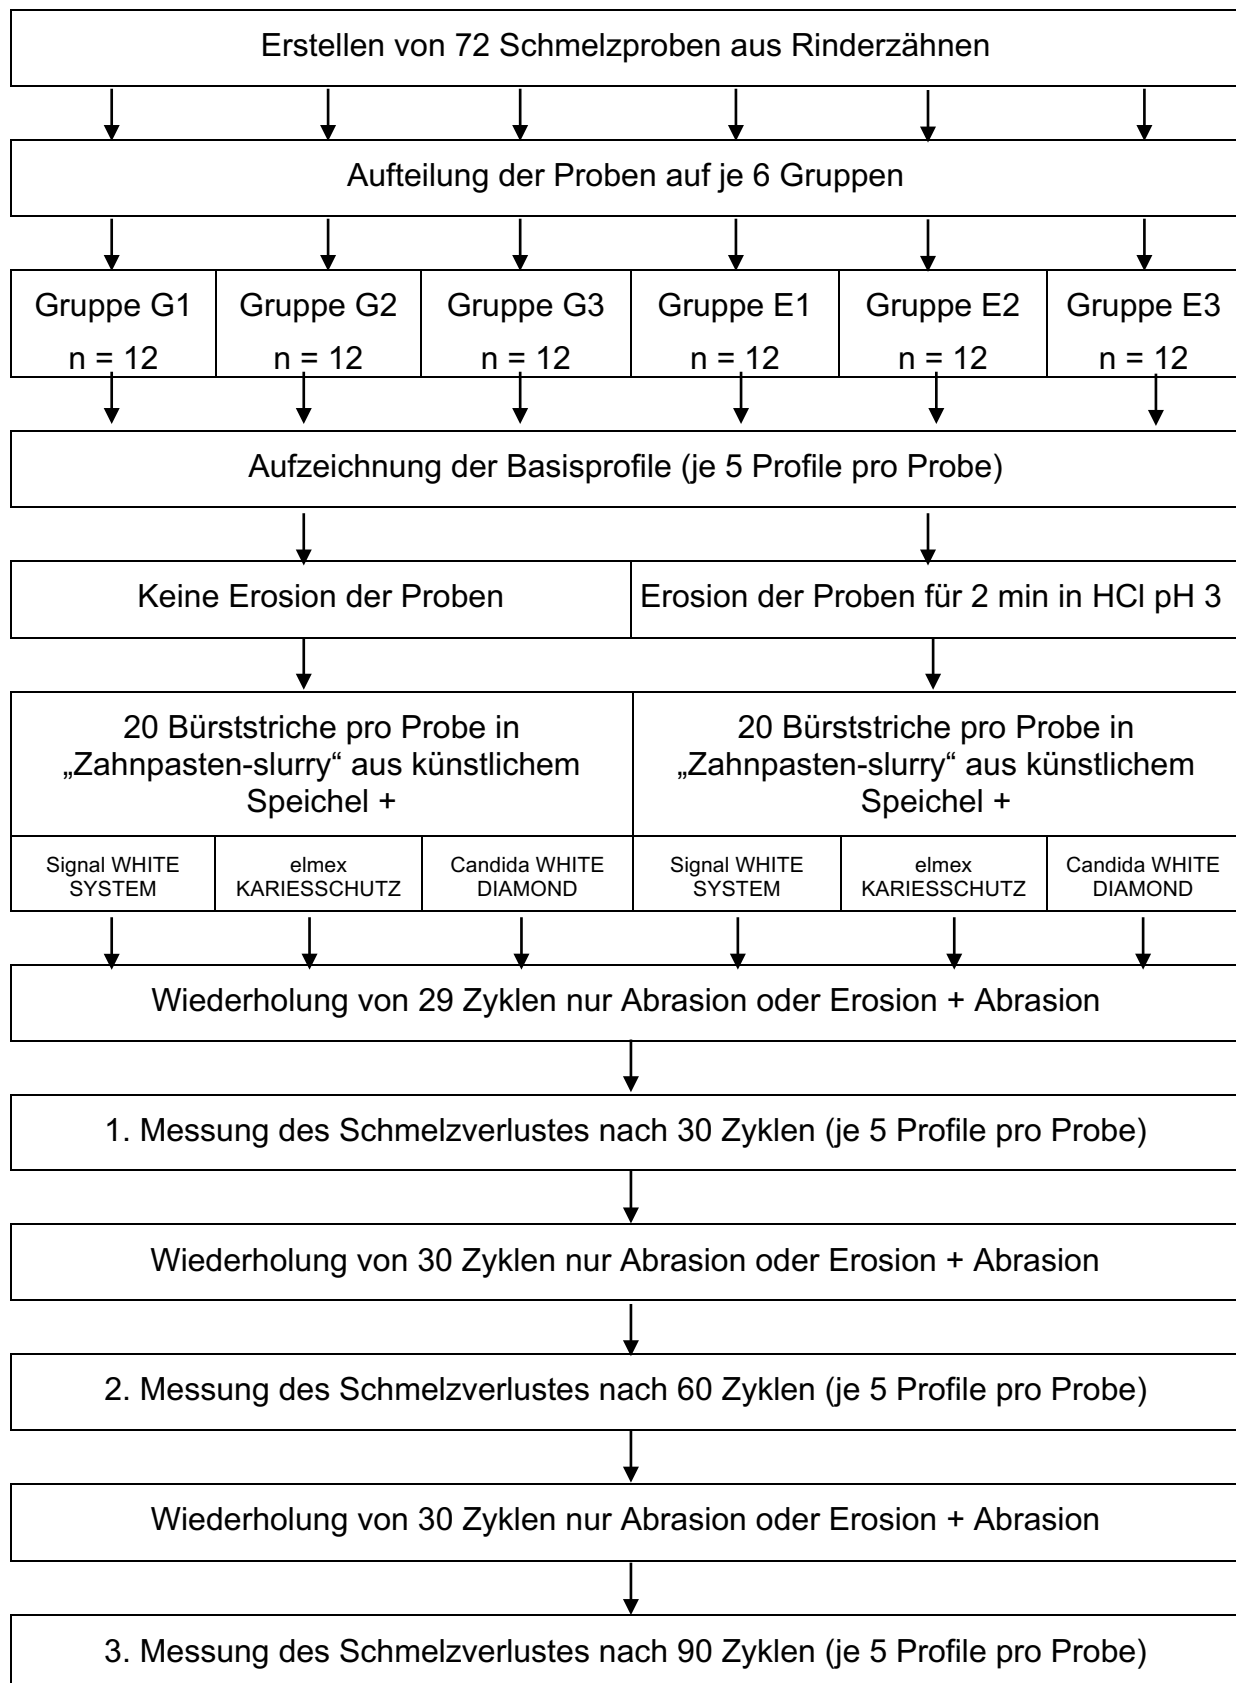 Erstellen von 72 Schmelzproben aus Rinderzähnen
Aufteilung der Proben auf je 6 Gruppen
Gruppe G1
n = 12
Gruppe G2
n = 12
Gruppe G3
n = 12
Gruppe E1
n = 12
Gruppe E2
n = 12
Gruppe E3
n = 12
Aufzeichnung der Basisprofile (je 5 Profile pro Probe)
Keine Erosion der Proben
Erosion der Proben für 2 min in HCl pH 3
20 Bürststriche pro Probe in
„Zahnpasten-slurry“ aus künstlichem
Speichel +
20 Bürststriche pro Probe in
„Zahnpasten-slurry“ aus künstlichem
Speichel +
Signal WHITE
SYSTEM
elmex
KARIESSCHUTZ
Candida WHITE
DIAMOND
Signal WHITE
SYSTEM
elmex
KARIESSCHUTZ
Candida WHITE
DIAMOND
Wiederholung von 29 Zyklen nur Abrasion oder Erosion + Abrasion
1. Messung des Schmelzverlustes nach 30 Zyklen (je 5 Profile pro Probe)
Wiederholung von 30 Zyklen nur Abrasion oder Erosion + Abrasion
2. Messung des Schmelzverlustes nach 60 Zyklen (je 5 Profile pro Probe)
Wiederholung von 30 Zyklen nur Abrasion oder Erosion + Abrasion
3. Messung des Schmelzverlustes nach 90 Zyklen (je 5 Profile pro Probe)